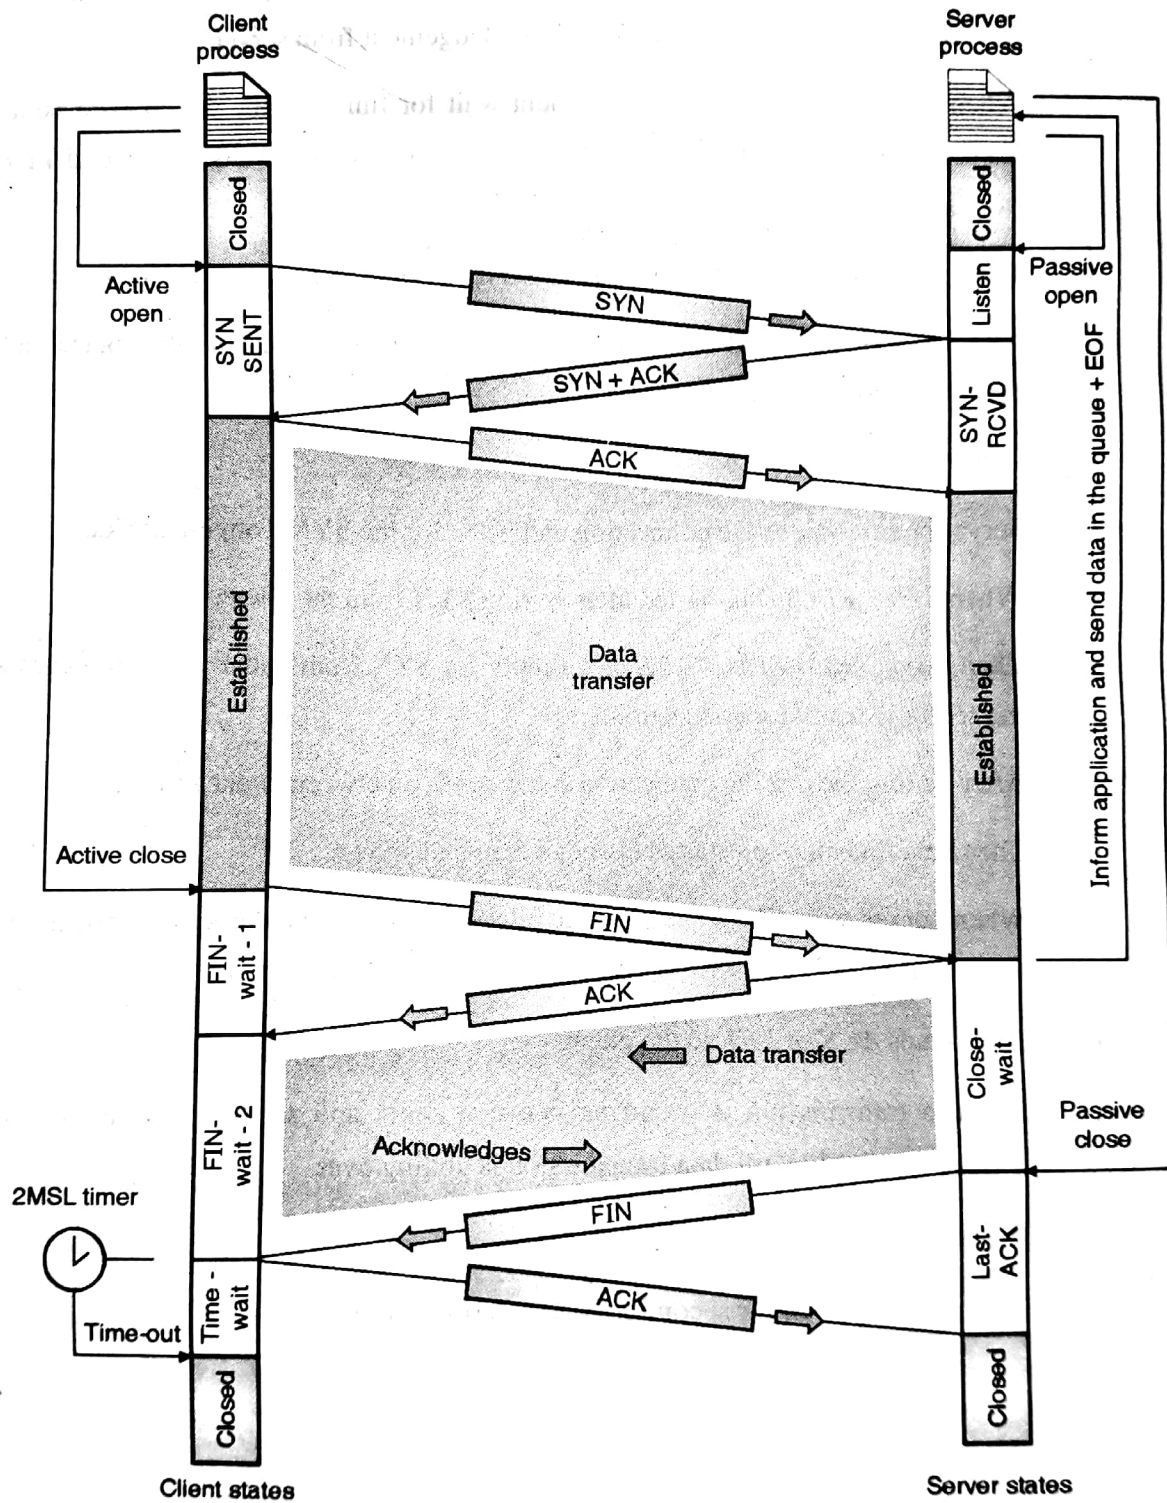 Client
process
Server
process
Closed
Closed
Active
open
Passive
open
SYN
SENT
Listen
SYN
SYN + ACK
SYN-
RCVD
ACK
Established
Data
transfer
Established
Inform application and send data in the queue + EOF
Active close
FIN
FIN-
wait - 1
ACK
Data transfer
Close-
wait
FIN-
wait - 2
Acknowledges
Passive
close
2MSL timer
FIN
Last-
ACK
Time -
wait
ACK
Time-out
Closed
Closed
Client states
Server states